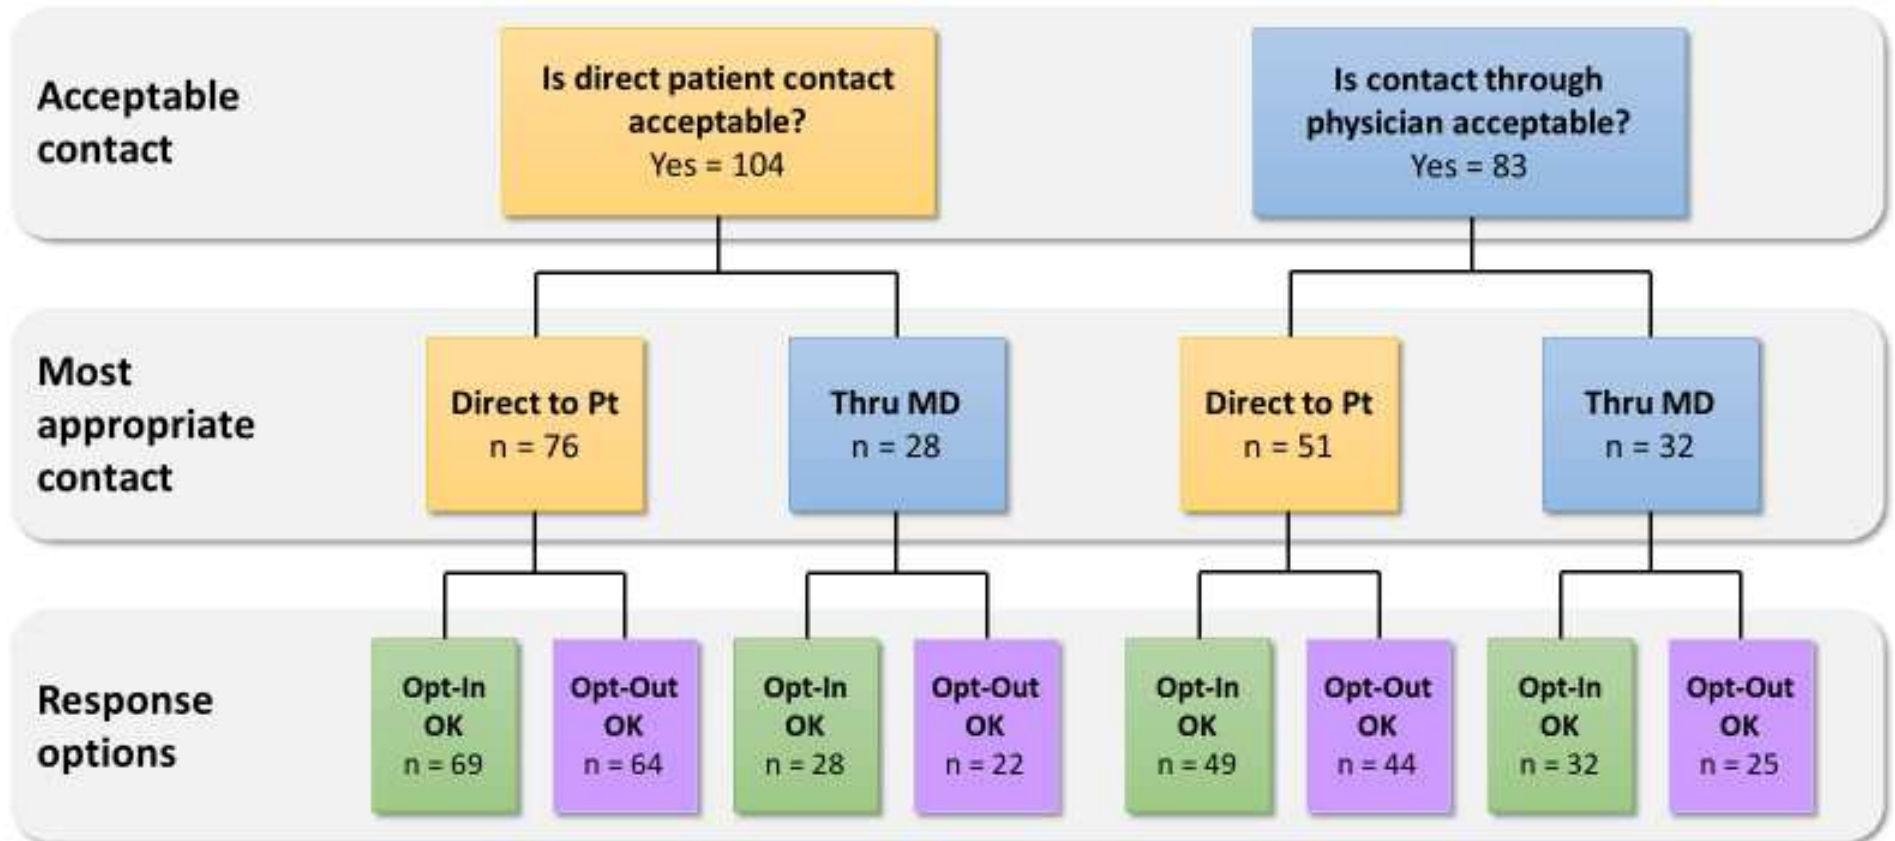 Acceptable
contact
Is direct patient contact
acceptable?
Yes = 104
Is contact through
physician acceptable?
Yes = 83
Most
appropriate
contact
Direct to Pt
n = 76
Thru MD
n = 28
Direct to Pt
n = 51
Thru MD
n = 32
Response
options
Opt-In
OK
n = 69
Opt-Out
OK
n = 64
Opt-In
OK
n = 28
Opt-Out
OK
n = 22
Opt-In
OK
n = 49
Opt-Out
OK
n = 44
Opt-In
OK
n = 32
Opt-Out
OK
n = 25